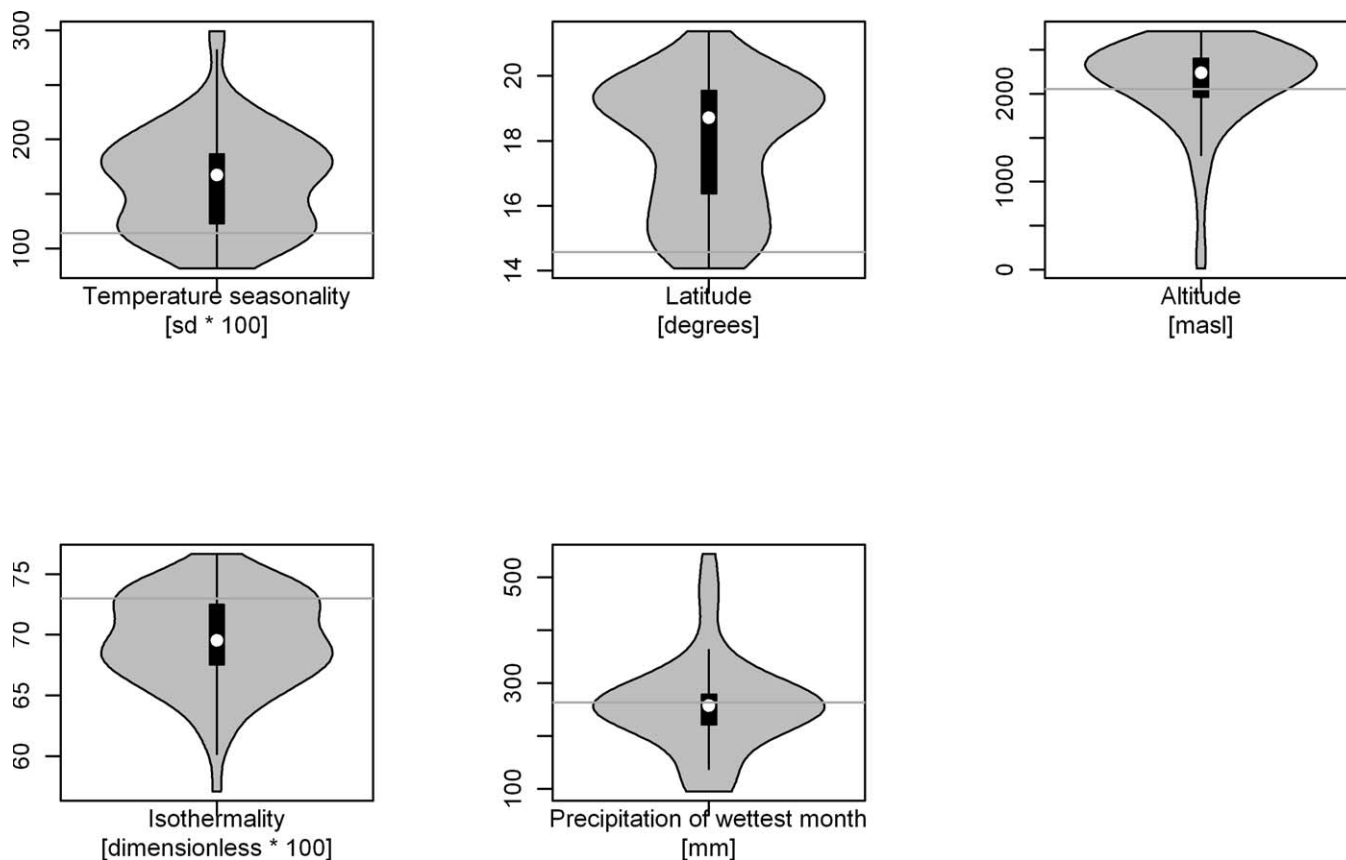 300
200
100
Temperature seasonality
[sd * 100]
20
18
16
14
Latitude
[degrees]
2000
1000
0
Altitude
[masl]
75
70
65
60
Isothermality
[dimensionless * 100]
500
300
100
Precipitation of wettest month
[mm]